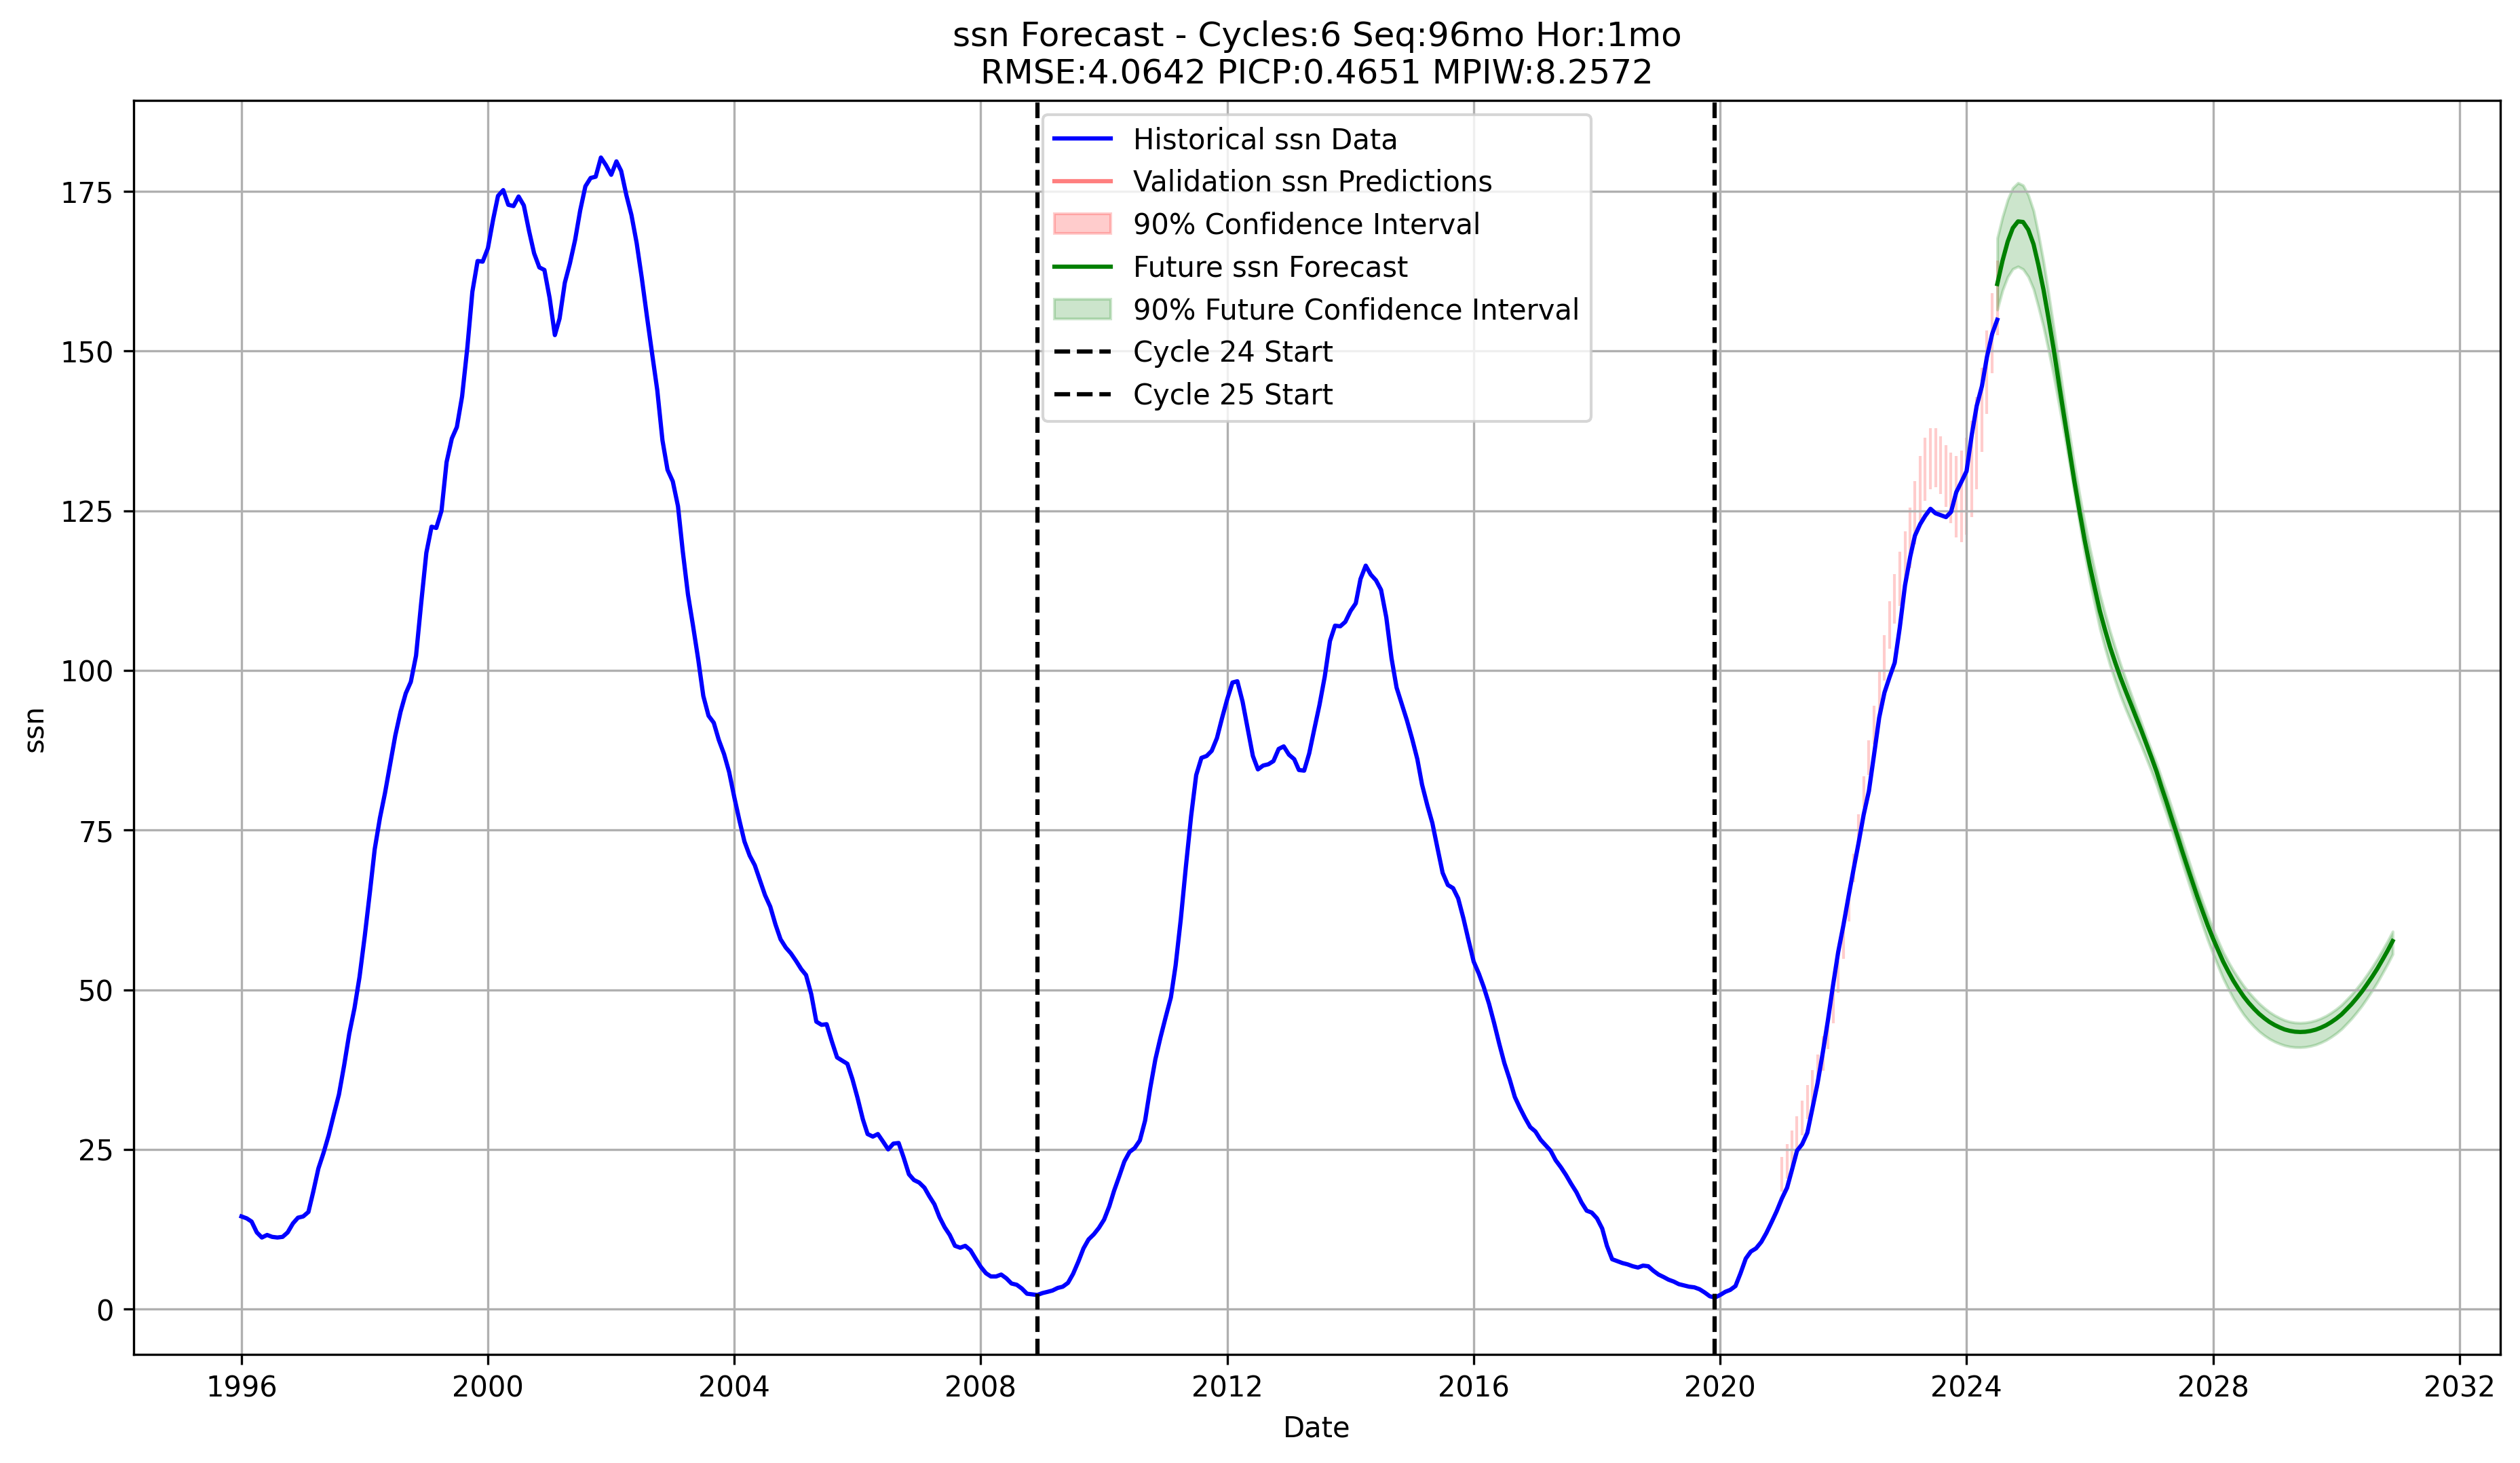 ssn Forecast - Cycles:6 Seq:96mo Hor:1mo
RMSE:4.0642 PICP:0.4651 MPIW:8.2572
Historical ssn Data
Validation ssn Predictions
90% Confidence Interval
Future ssn Forecast
90% Future Confidence Interval
Cycle 24 Start
Cycle 25 Start
175
150
125
100
75
50
25
0
ssn
1996 2000 2004 2008 2012 2016 2020 2024 2028 2032
Date